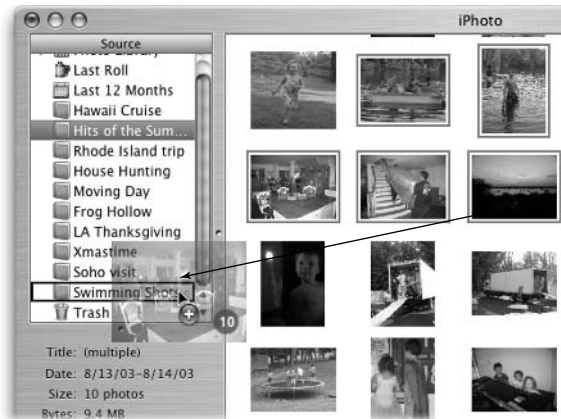 iPhoto
Source
Photo Library
Last Roll
Last 12 Months
Hawaii Cruise
Hits of the Sum...
Rhode Island trip
House Hunting
Moving Day
Frog Hollow
LA Thanksgiving
Xmastime
Soho visit
Swimming Shots
Trash
10
Title: (multiple)
Date: 8/13/03-8/14/03
Size: 10 photos
Bytes: 9.4 MB